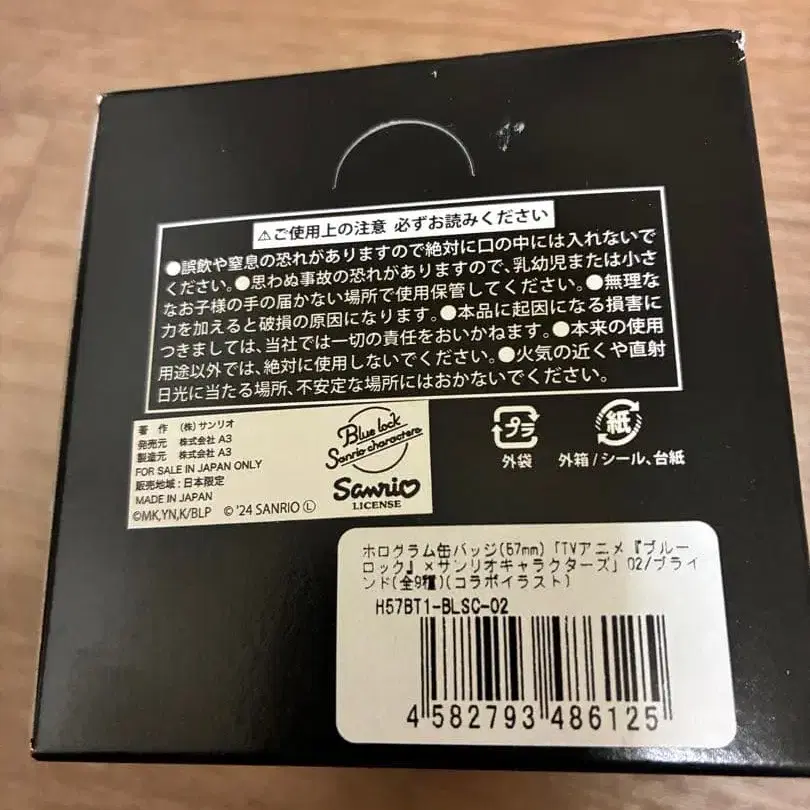 ⚠ご使用上の注意 必ずお読みください
●誤飲や窒息の恐れがありますので絶対に口の中には入れないで
ください。●思わぬ事故の恐れがありますので、乳幼児または小さ
なお子様の手の届かない場所で使用保管してください。●無理な
力を加えると破損の原因になります。●本品に起因になる損害に
つきましては、当社では一切の責任をおいかねます。●本来の使用
用途以外では、絶対に使用しないでください。●火気の近くや直射
日光に当たる場所、不安定な場所にはおかないでください。
著 作 (株)サンリオ
発売元 株式会社 A3
製造元 株式会社 A3
FOR SALE IN JAPAN ONLY
販売地域:日本限定
MADE IN JAPAN
©MK,YN,K/BLP © '24 SANRIO Ⓛ
Blue lock
Sanrio characters
Sanrio
LICENSE
プラ
外袋
紙
外箱/シール、台紙
ホログラム缶バッジ(57mm)「TVアニメ『ブルー
ロック』×サンリオキャラクターズ」02/ブライ
ンド(全9種)(コラボイラスト)
H57BT1-BLSC-02
4 582793 486125